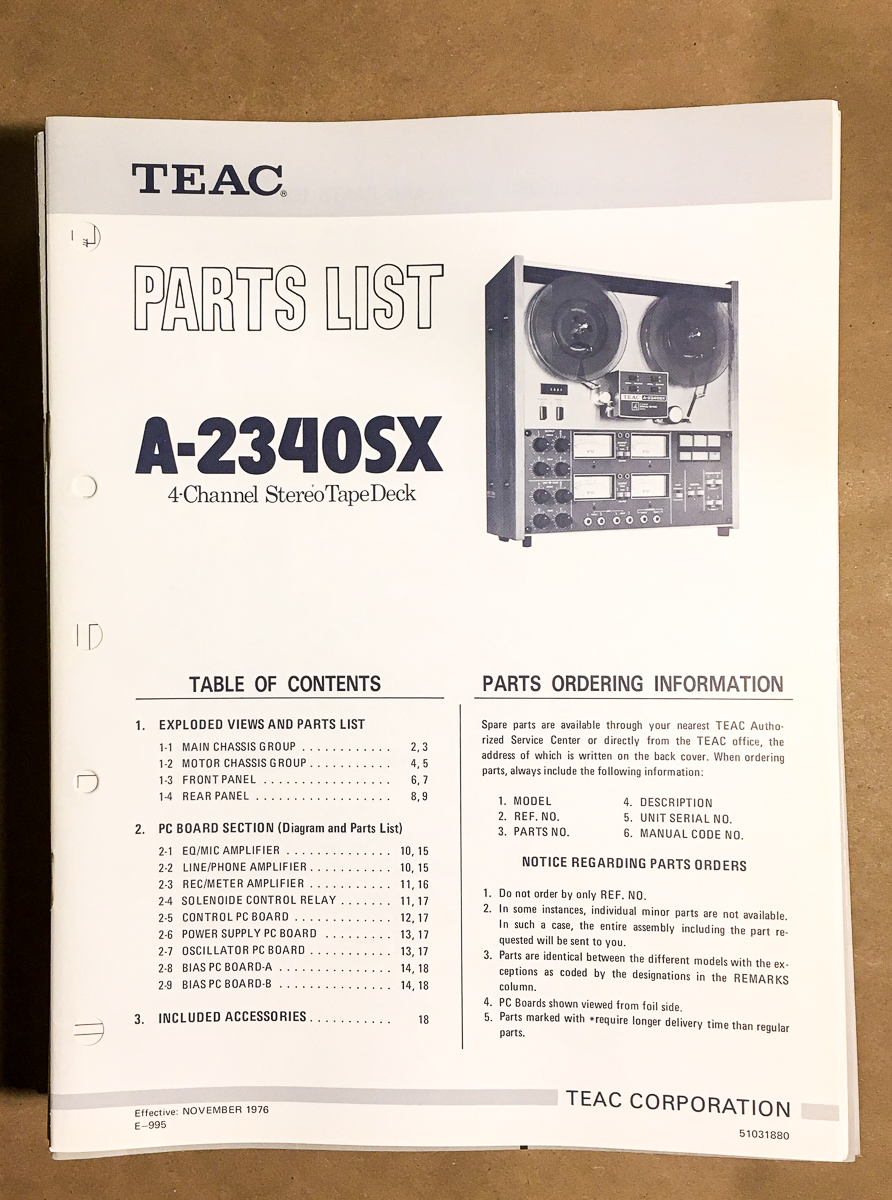 TEAC®
PARTS LIST
A-2340SX
4-Channel Stereo Tape Deck
TEAC A-2340SX
TABLE OF CONTENTS
1. EXPLODED VIEWS AND PARTS LIST
1-1 MAIN CHASSIS GROUP . . . . . . . . . . . . 2, 3
1-2 MOTOR CHASSIS GROUP . . . . . . . . . . . 4, 5
1-3 FRONT PANEL . . . . . . . . . . . . . . . . . 6, 7
1-4 REAR PANEL . . . . . . . . . . . . . . . . . . 8, 9
2. PC BOARD SECTION (Diagram and Parts List)
2-1 EQ/MIC AMPLIFIER . . . . . . . . . . . . . . 10, 15
2-2 LINE/PHONE AMPLIFIER . . . . . . . . . . . 10, 15
2-3 REC/METER AMPLIFIER . . . . . . . . . . . 11, 16
2-4 SOLENOIDE CONTROL RELAY . . . . . . . 11, 17
2-5 CONTROL PC BOARD . . . . . . . . . . . . . 12, 17
2-6 POWER SUPPLY PC BOARD . . . . . . . . . 13, 17
2-7 OSCILLATOR PC BOARD . . . . . . . . . . . 13, 17
2-8 BIAS PC BOARD-A . . . . . . . . . . . . . . . 14, 18
2-9 BIAS PC BOARD-B . . . . . . . . . . . . . . . 14, 18
3. INCLUDED ACCESSORIES . . . . . . . . . . . 18
PARTS ORDERING INFORMATION
Spare parts are available through your nearest TEAC Autho-
rized Service Center or directly from the TEAC office, the
address of which is written on the back cover. When ordering
parts, always include the following information:
1. MODEL 4. DESCRIPTION
2. REF. NO. 5. UNIT SERIAL NO.
3. PARTS NO. 6. MANUAL CODE NO.
NOTICE REGARDING PARTS ORDERS
1. Do not order by only REF. NO.
2. In some instances, individual minor parts are not available.
In such a case, the entire assembly including the part re-
quested will be sent to you.
3. Parts are identical between the different models with the ex-
ceptions as coded by the designations in the REMARKS
column.
4. PC Boards shown viewed from foil side.
5. Parts marked with *require longer delivery time than regular
parts.
Effective: NOVEMBER 1976
E-995
TEAC CORPORATION
51031880